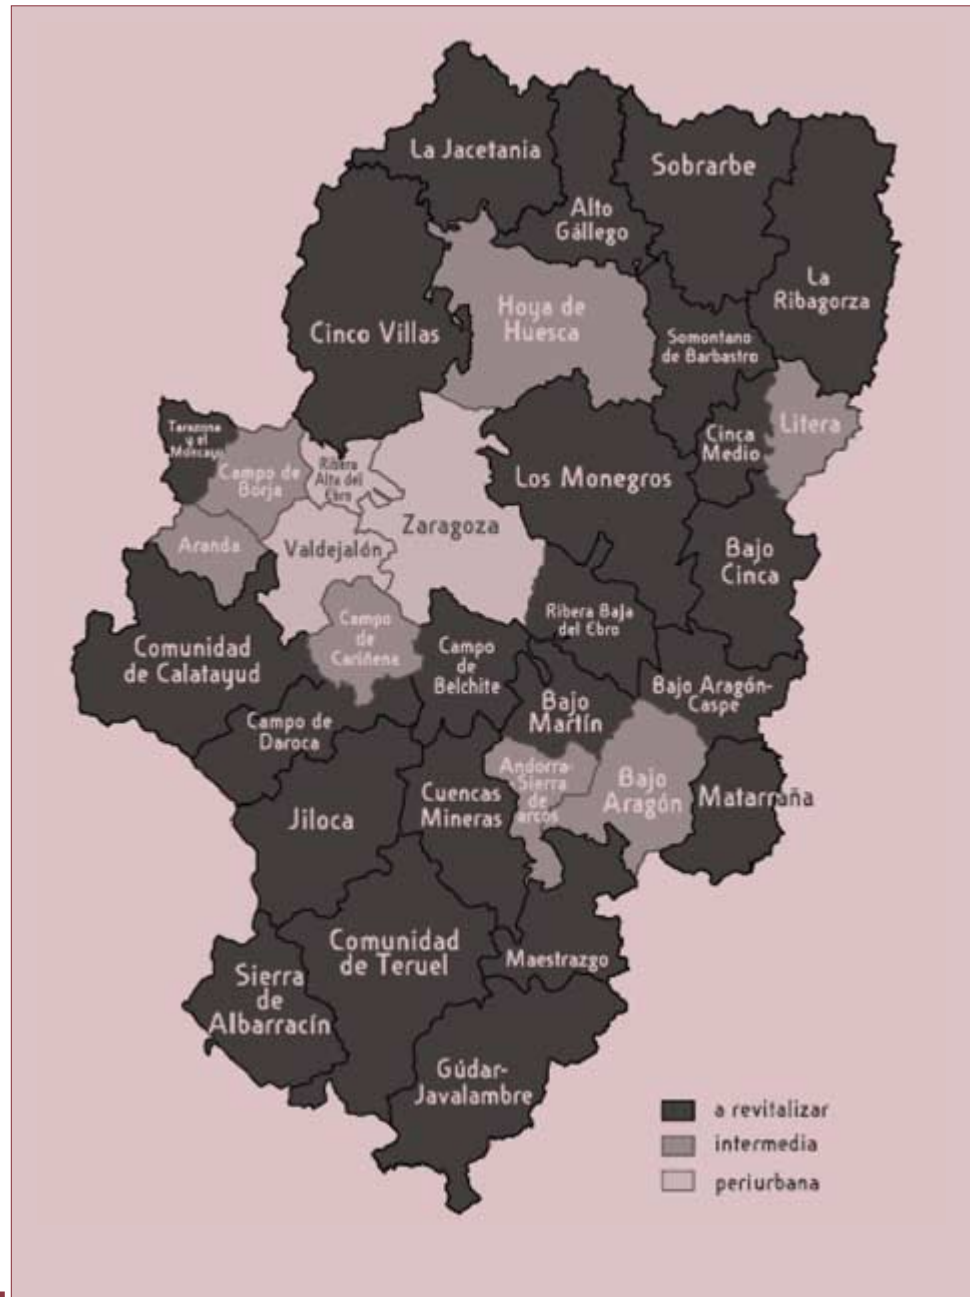 La Jacetania
Sobrarbe
Alto
Gállego
La
Ribagorza
Hoya de
Huesca
Cinco Villas
Somontano
de Barbastro
Tarazona
y el
Moncayo
Campo de
Borja
Ribera
Alta del
Ebro
Cinca
Medio
Litera
Los Monegros
Zaragoza
Aranda
Valdejalón
Bajo
Cinca
Comunidad
de Calatayud
Campo
de
Cariñena
Campo
de
Belchite
Ribera Baja
del Ebro
Bajo Aragón-
Caspe
Campo de
Daroca
Bajo
Martín
Andorra-
-Sierra
de
arcos
Bajo
Aragón
Matarraña
Jiloca
Cuencas
Mineras
Comunidad
de Teruel
Maestrazgo
Sierra
de
Albarracín
Gúdar-
Javalambre
a revitalizar
intermedia
periurbana